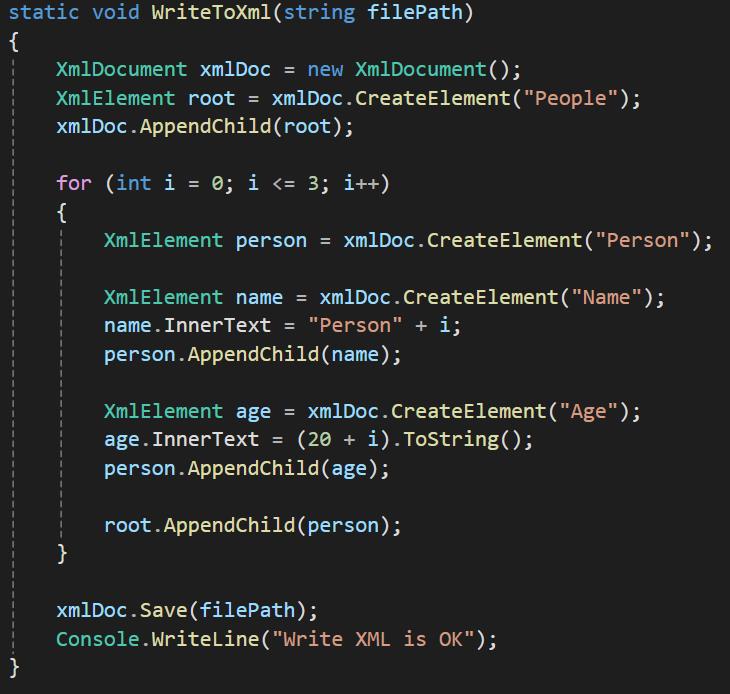 static void WriteToXml(string filePath)
{
    XmlDocument xmlDoc = new XmlDocument();
    XmlElement root = xmlDoc.CreateElement("People");
    xmlDoc.AppendChild(root);

    for (int i = 0; i <= 3; i++)
    {
        XmlElement person = xmlDoc.CreateElement("Person");

        XmlElement name = xmlDoc.CreateElement("Name");
        name.InnerText = "Person" + i;
        person.AppendChild(name);

        XmlElement age = xmlDoc.CreateElement("Age");
        age.InnerText = (20 + i).ToString();
        person.AppendChild(age);

        root.AppendChild(person);
    }

    xmlDoc.Save(filePath);
    Console.WriteLine("Write XML is OK");
}